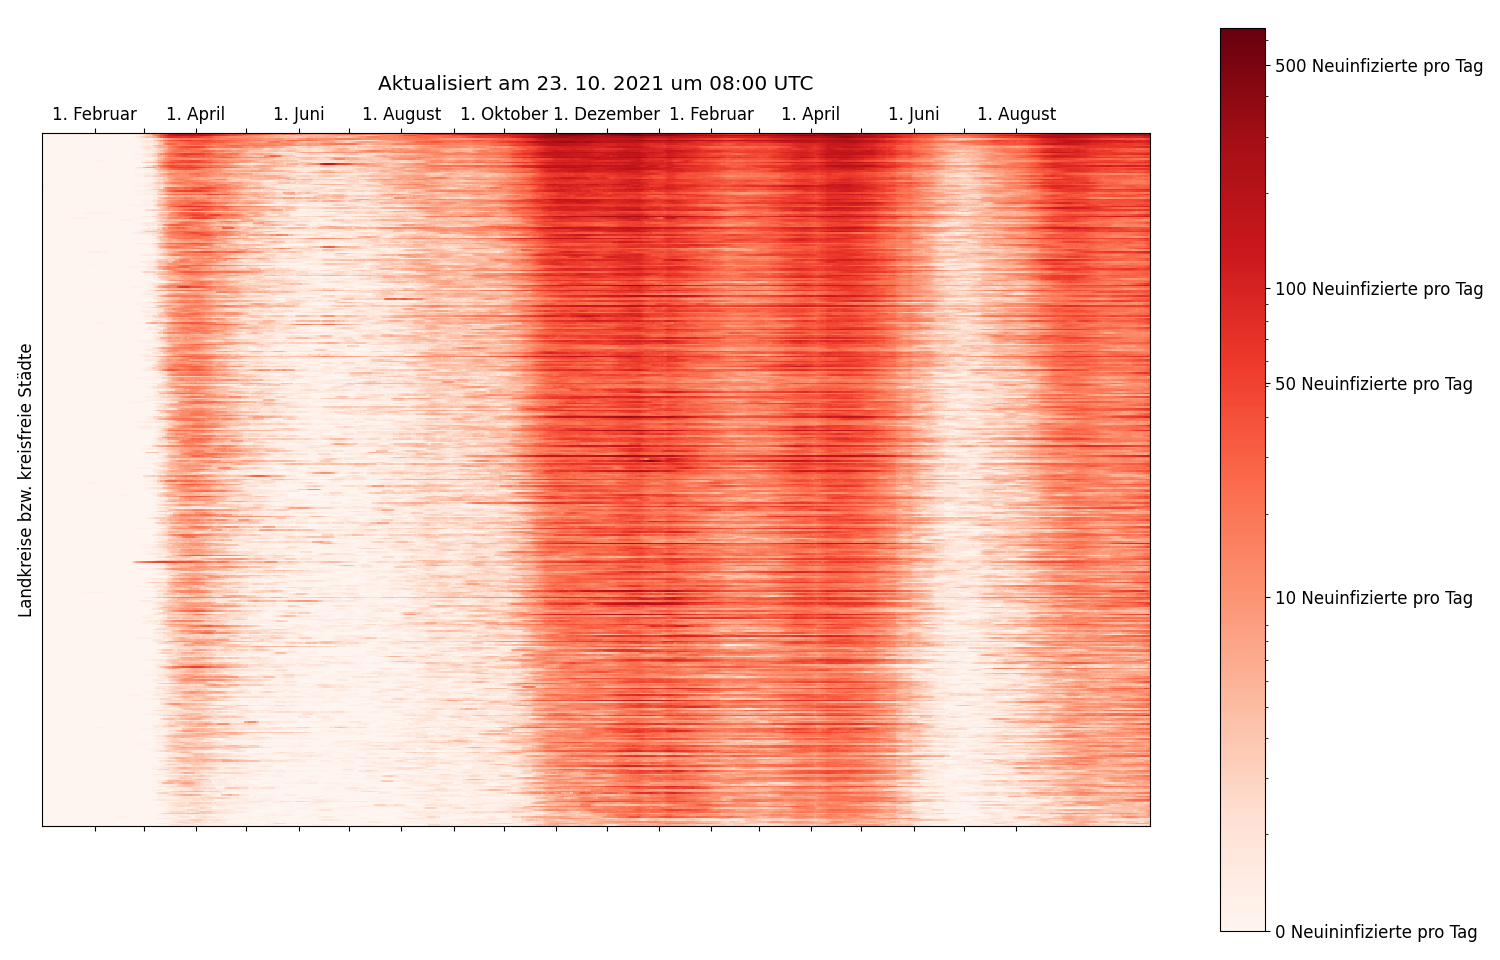 Aktualisiert am 23. 10. 2021 um 08:00 UTC
1. Februar 1. April 1. Juni 1. August 1. Oktober 1. Dezember 1. Februar 1. April 1. Juni 1. August
Landkreise bzw. kreisfreie Städte
500 Neuinfizierte pro Tag
100 Neuinfizierte pro Tag
50 Neuinfizierte pro Tag
10 Neuinfizierte pro Tag
0 Neuininfizierte pro Tag